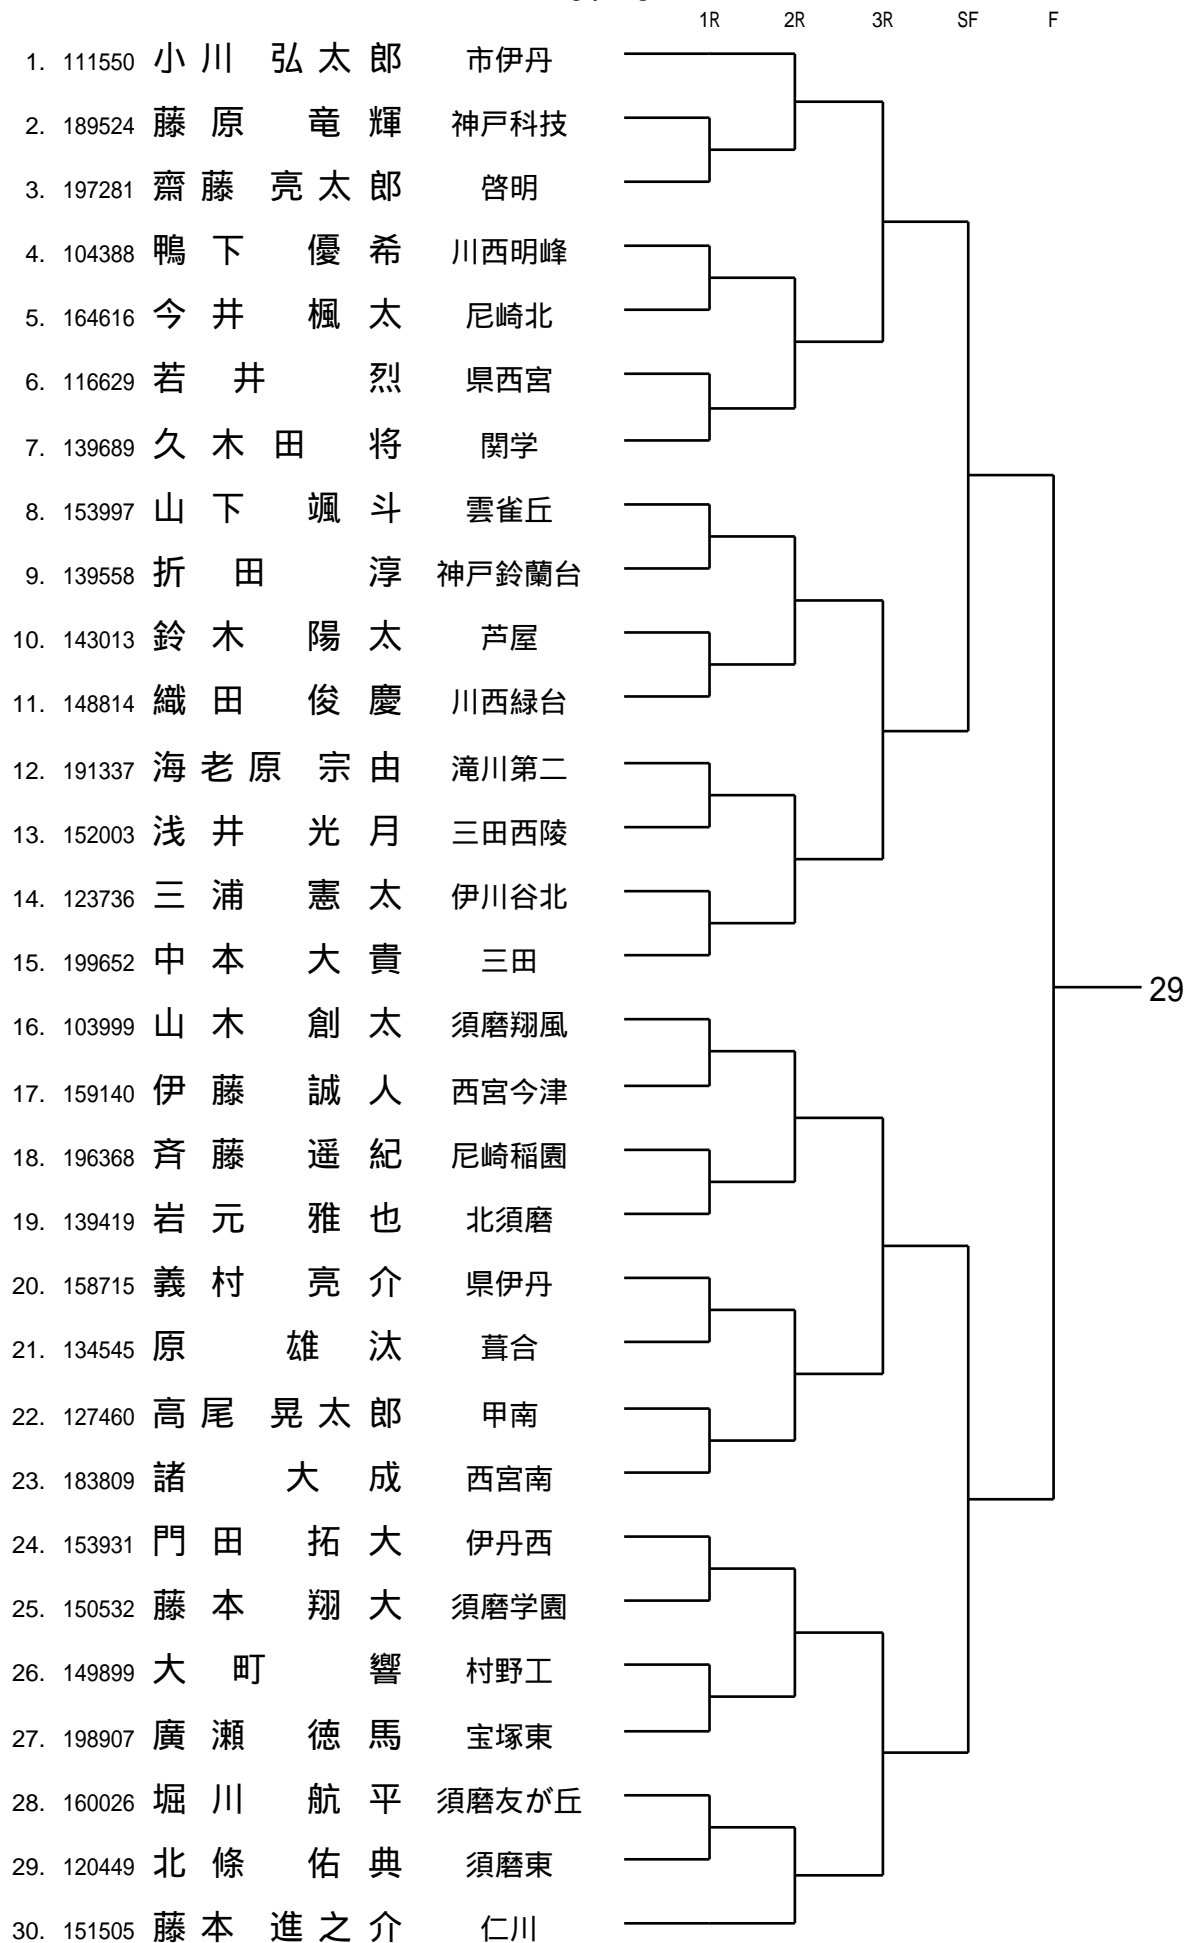 1R 2R 3R SF F
1. 111550 小川 弘太郎 市伊丹
2. 189524 藤原 竜輝 神戸科技
3. 197281 齋藤 亮太郎 啓明
4. 104388 鴨下 優希 川西明峰
5. 164616 今井 楓太 尼崎北
6. 116629 若井 烈 県西宮
7. 139689 久木田 将 関学
8. 153997 山下 颯斗 雲雀丘
9. 139558 折田 淳 神戸鈴蘭台
10. 143013 鈴木 陽太 芦屋
11. 148814 織田 俊慶 川西緑台
12. 191337 海老原 宗由 滝川第二
13. 152003 浅井 光月 三田西陵
14. 123736 三浦 憲太 伊川谷北
15. 199652 中本 大貴 三田
29
16. 103999 山木 創太 須磨翔風
17. 159140 伊藤 誠人 西宮今津
18. 196368 斉藤 遥紀 尼崎稲園
19. 139419 岩元 雅也 北須磨
20. 158715 義村 亮介 県伊丹
21. 134545 原 雄汰 葺合
22. 127460 高尾 晃太郎 甲南
23. 183809 諸 大成 西宮南
24. 153931 門田 拓大 伊丹西
25. 150532 藤本 翔大 須磨学園
26. 149899 大町 響 村野工
27. 198907 廣瀬 徳馬 宝塚東
28. 160026 堀川 航平 須磨友が丘
29. 120449 北條 佑典 須磨東
30. 151505 藤本 進之介 仁川